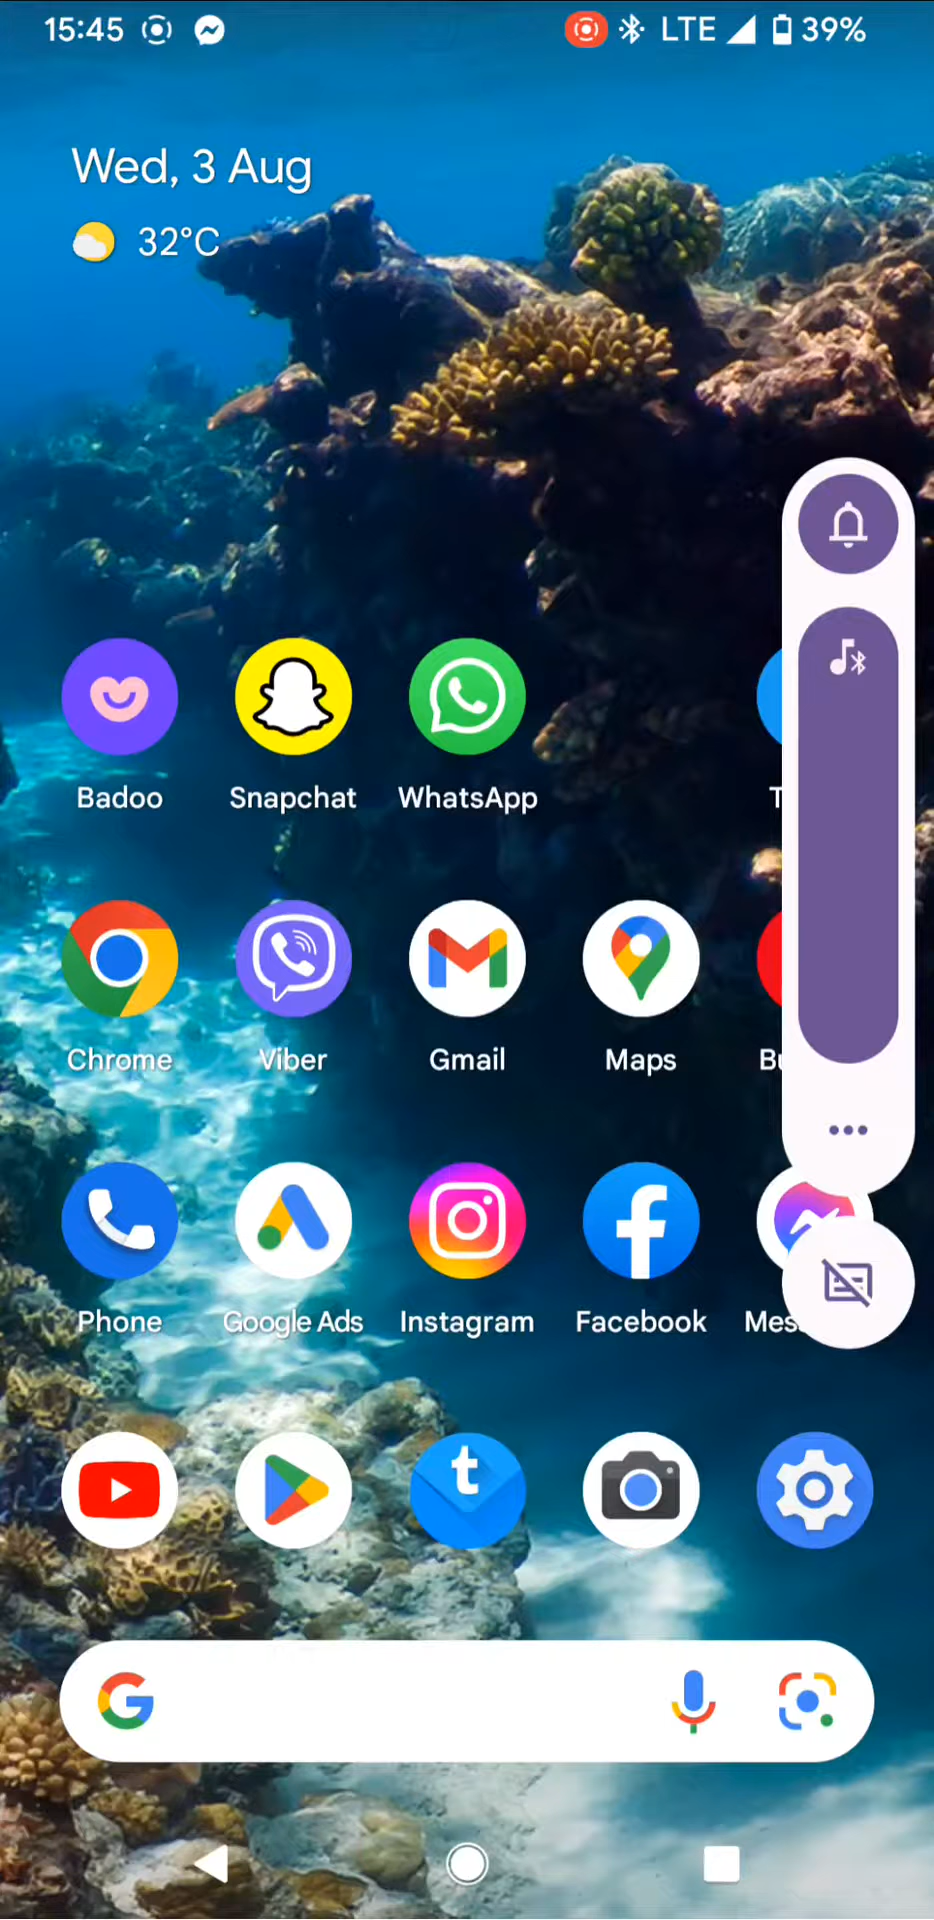 15:45 LTE 39%
Wed, 3 Aug
32°C
Badoo Snapchat WhatsApp
Chrome Viber Gmail Maps
Phone Google Ads Instagram Facebook
t